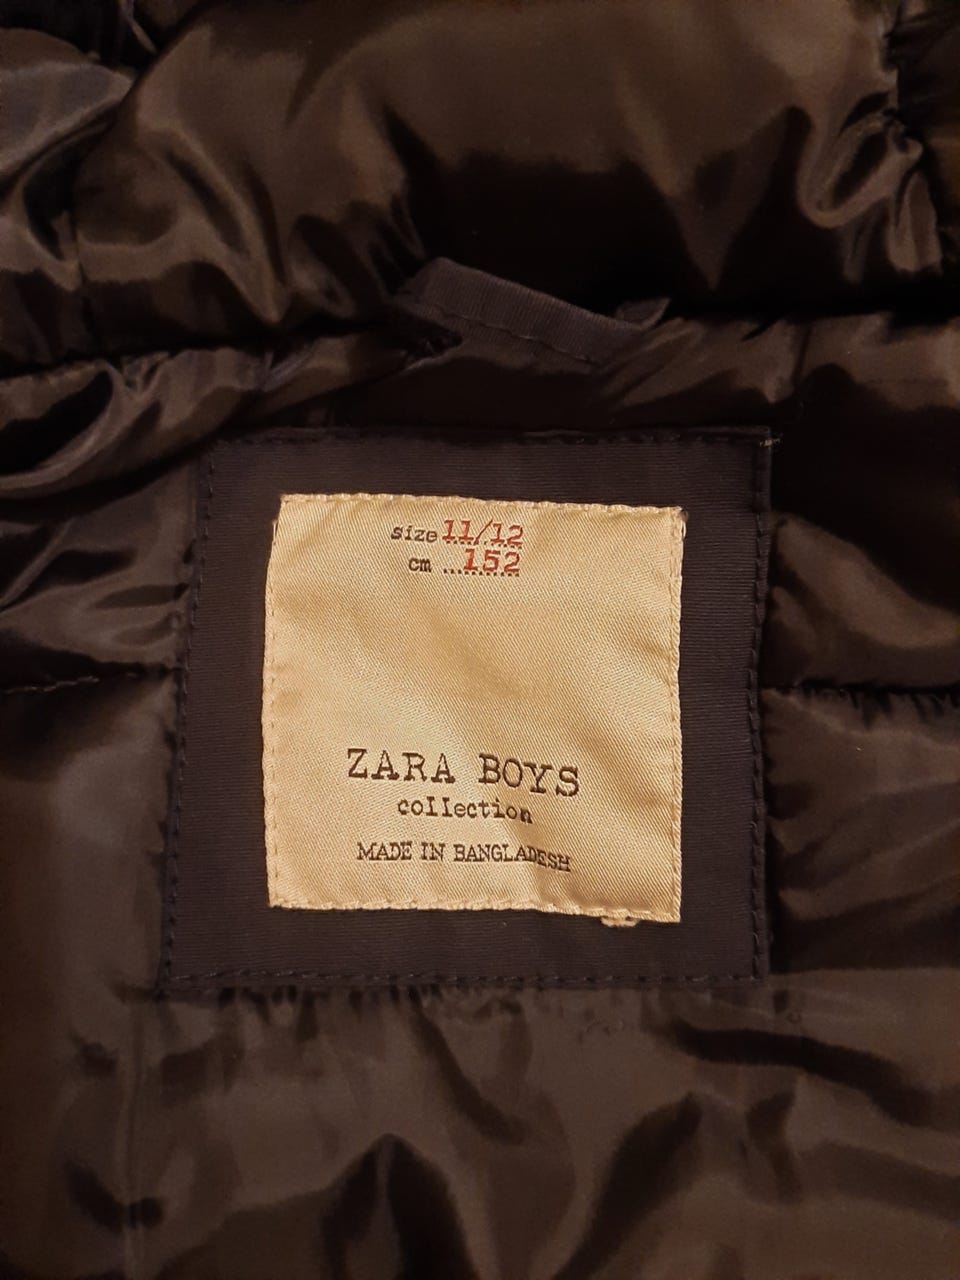 size 11/12
cm ...152
ZARA BOYS
collection
MADE IN BANGLADESH